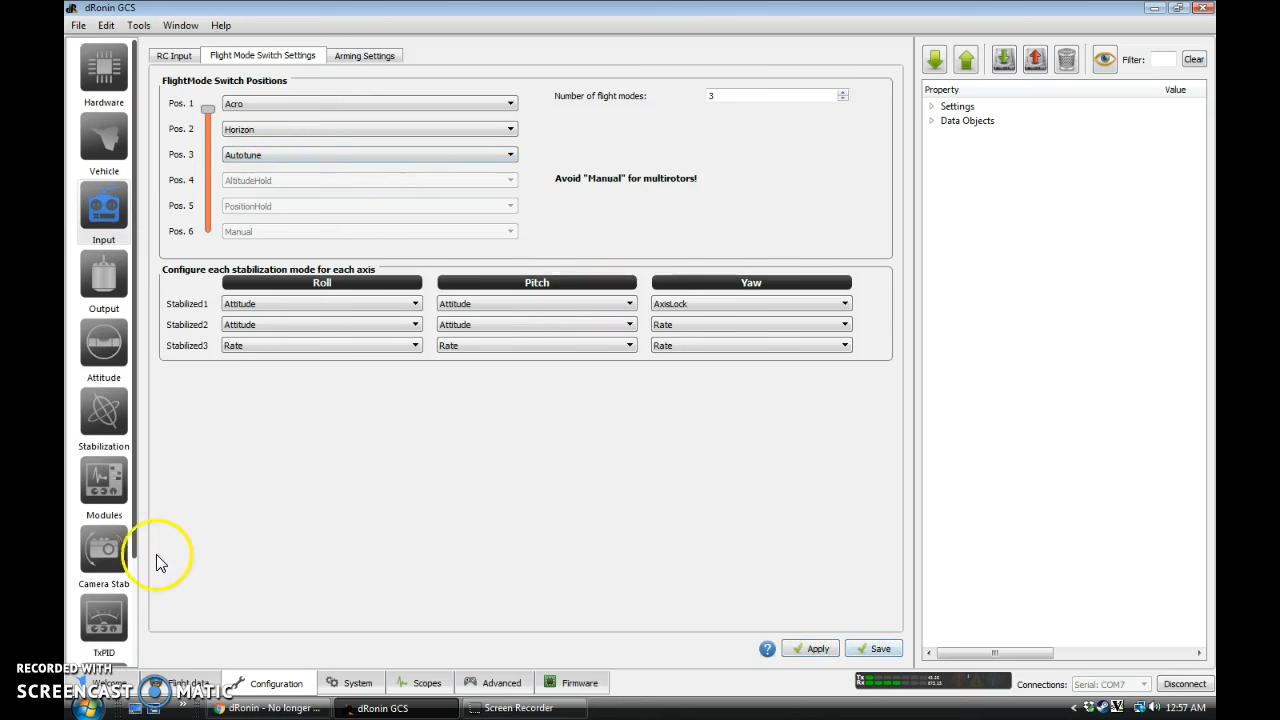 dRonin GCS
File Edit Tools Window Help
Hardware
Vehicle
Input
Output
Attitude
Stabilization
Modules
Camera Stab
TxPID
RC Input Flight Mode Switch Settings Arming Settings
FlightMode Switch Positions
Pos. 1 Acro
Pos. 2 Horizon
Pos. 3 Autotune
Pos. 4 AltitudeHold
Pos. 5 PositionHold
Pos. 6 Manual
Number of flight modes: 3
Avoid "Manual" for multirotors!
Configure each stabilization mode for each axis
Roll Pitch Yaw
Stabilized1 Attitude Attitude AxisLock
Stabilized2 Attitude Attitude Rate
Stabilized3 Rate Rate Rate
? Apply Save
Filter: Clear
Property Value
Settings
Data Objects
Welcome Flight data Configuration System Scopes Advanced Firmware
Tx
Rx
Connections: Serial: COM7 Disconnect
RECORDED WITH
SCREENCAST MATIC
dRonin - No longer ... dRonin GCS Screen Recorder
12:57 AM